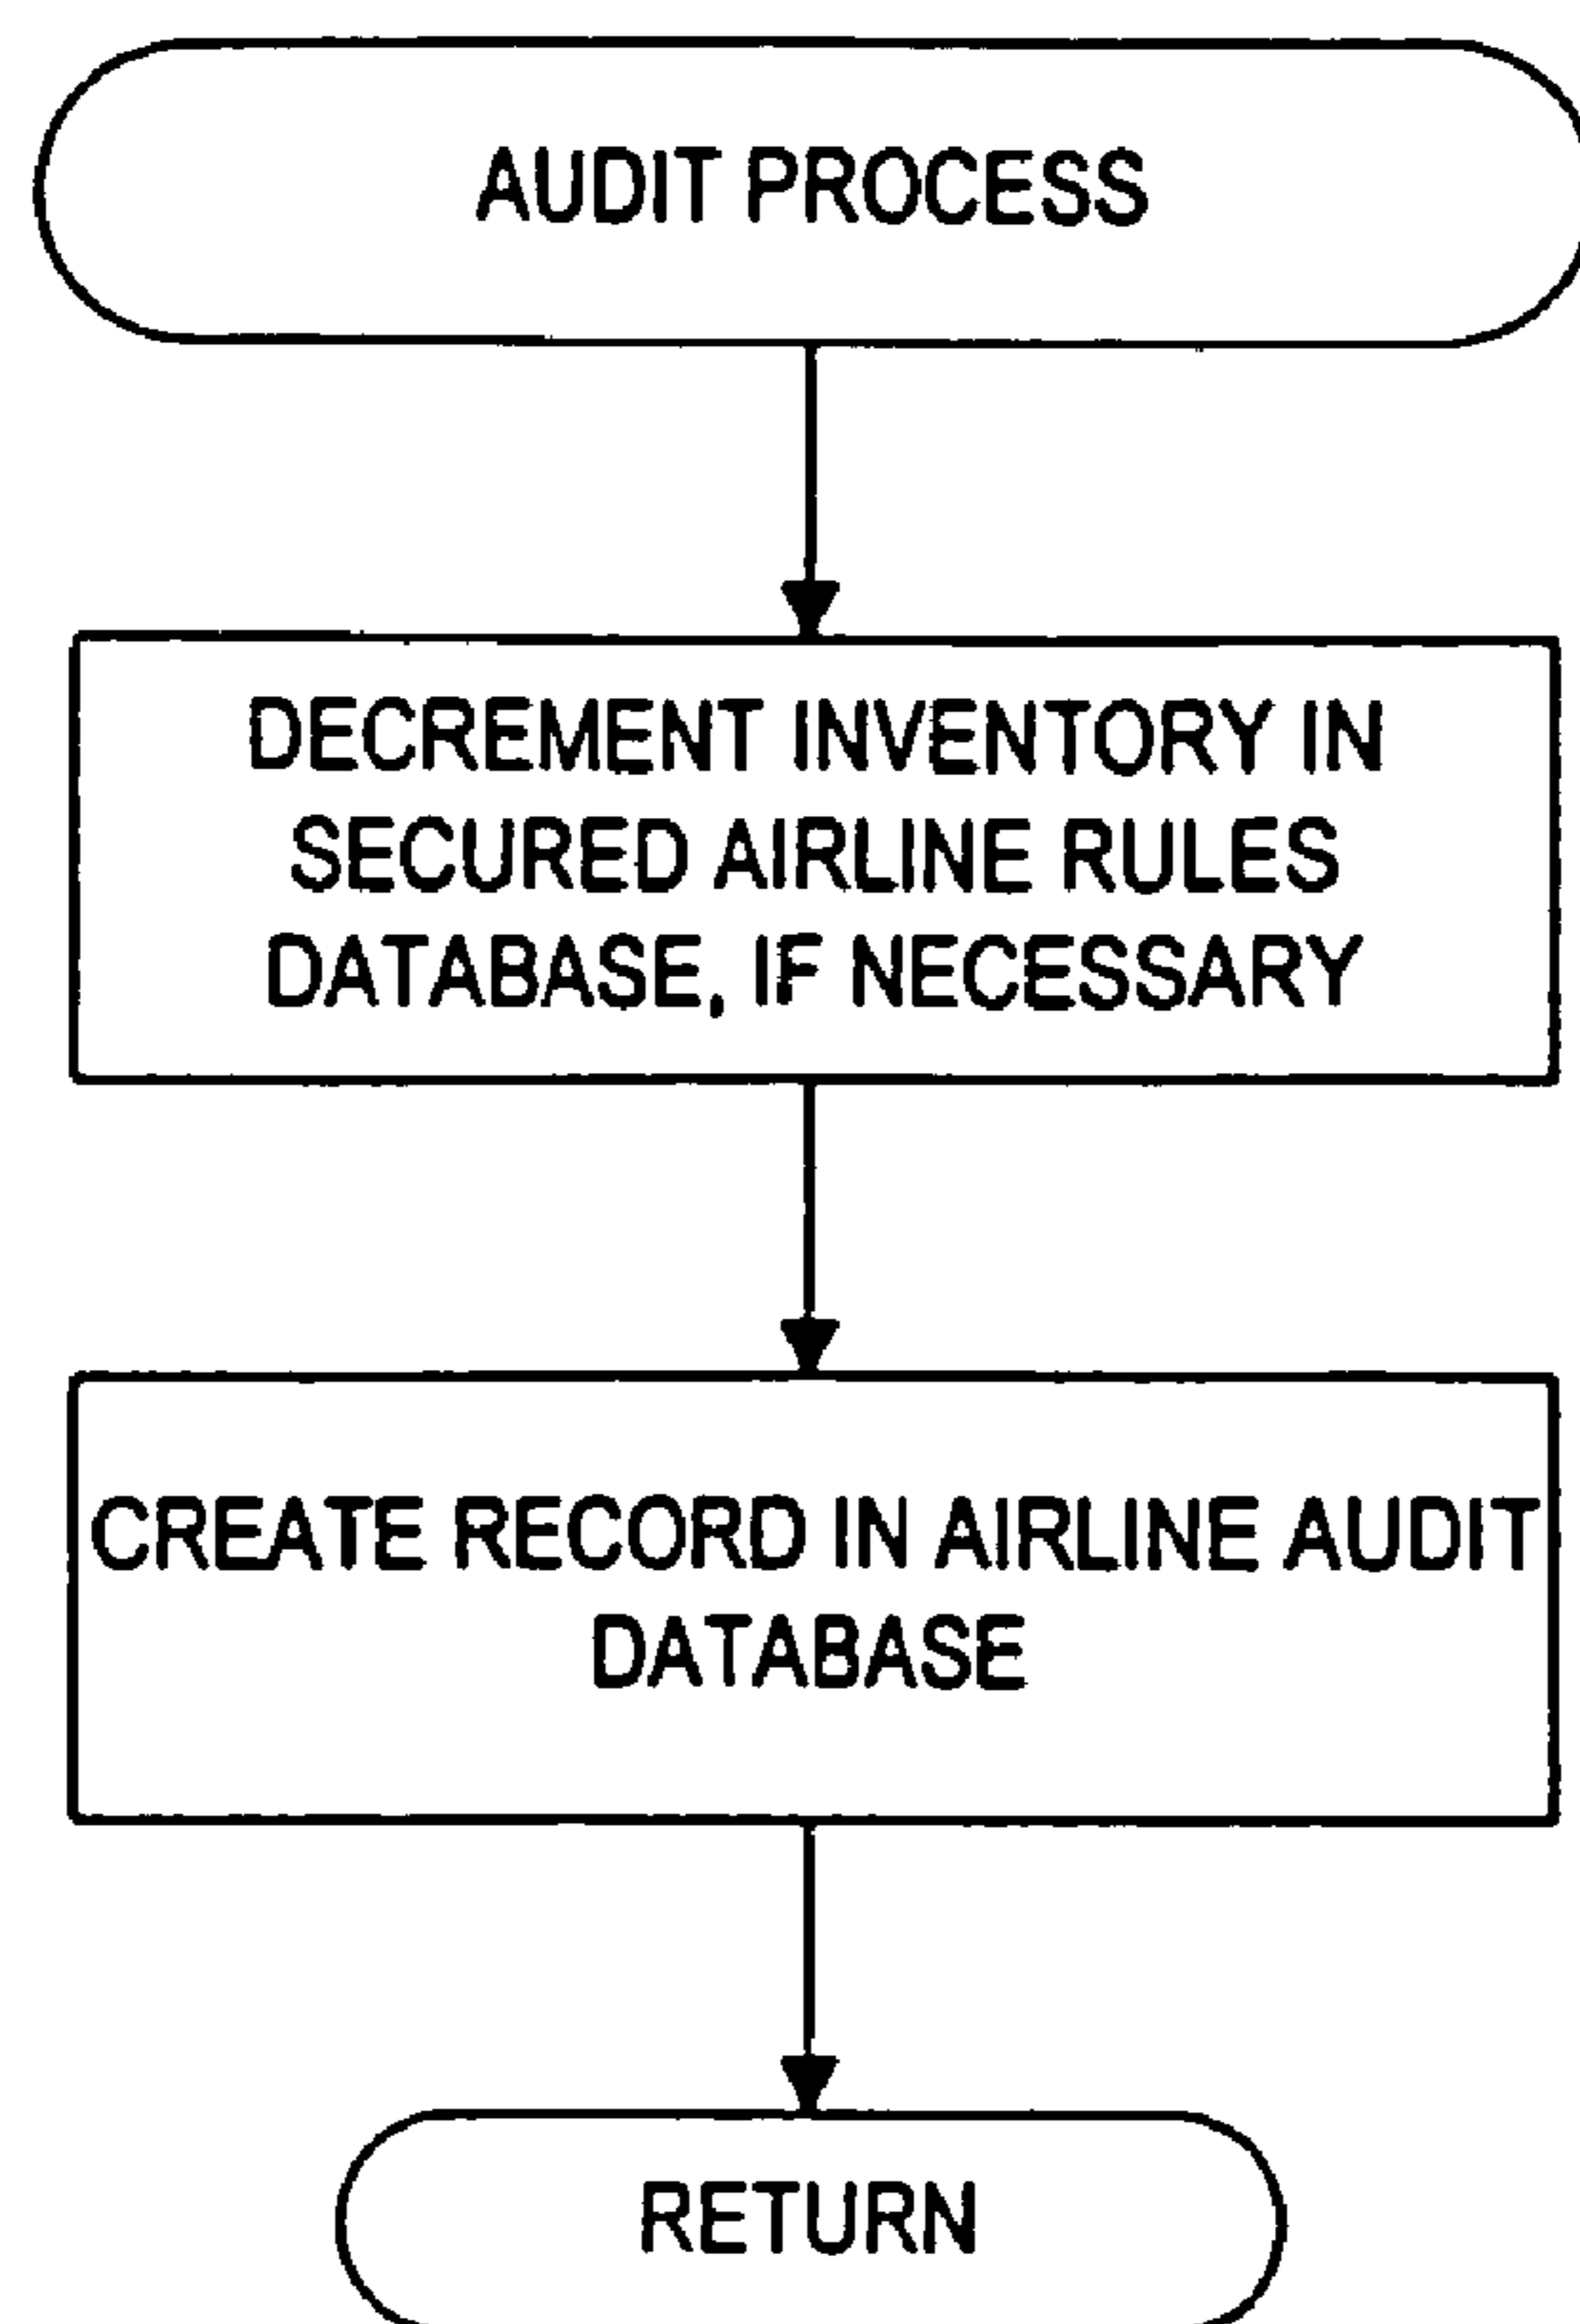 AUDIT PROCESS
DECREMENT INVENTORY IN
SECURED AIRLINE RULES
DATABASE, IF NECESSARY
CREATE RECORD IN AIRLINE AUDIT
DATABASE
RETURN